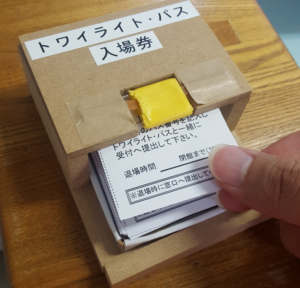 トワイライト・パス
入場券
トワイライト・パスと一緒に
受付へ提出して下さい。
退場時間
閉館まで
※退場時に窓口へ提出して